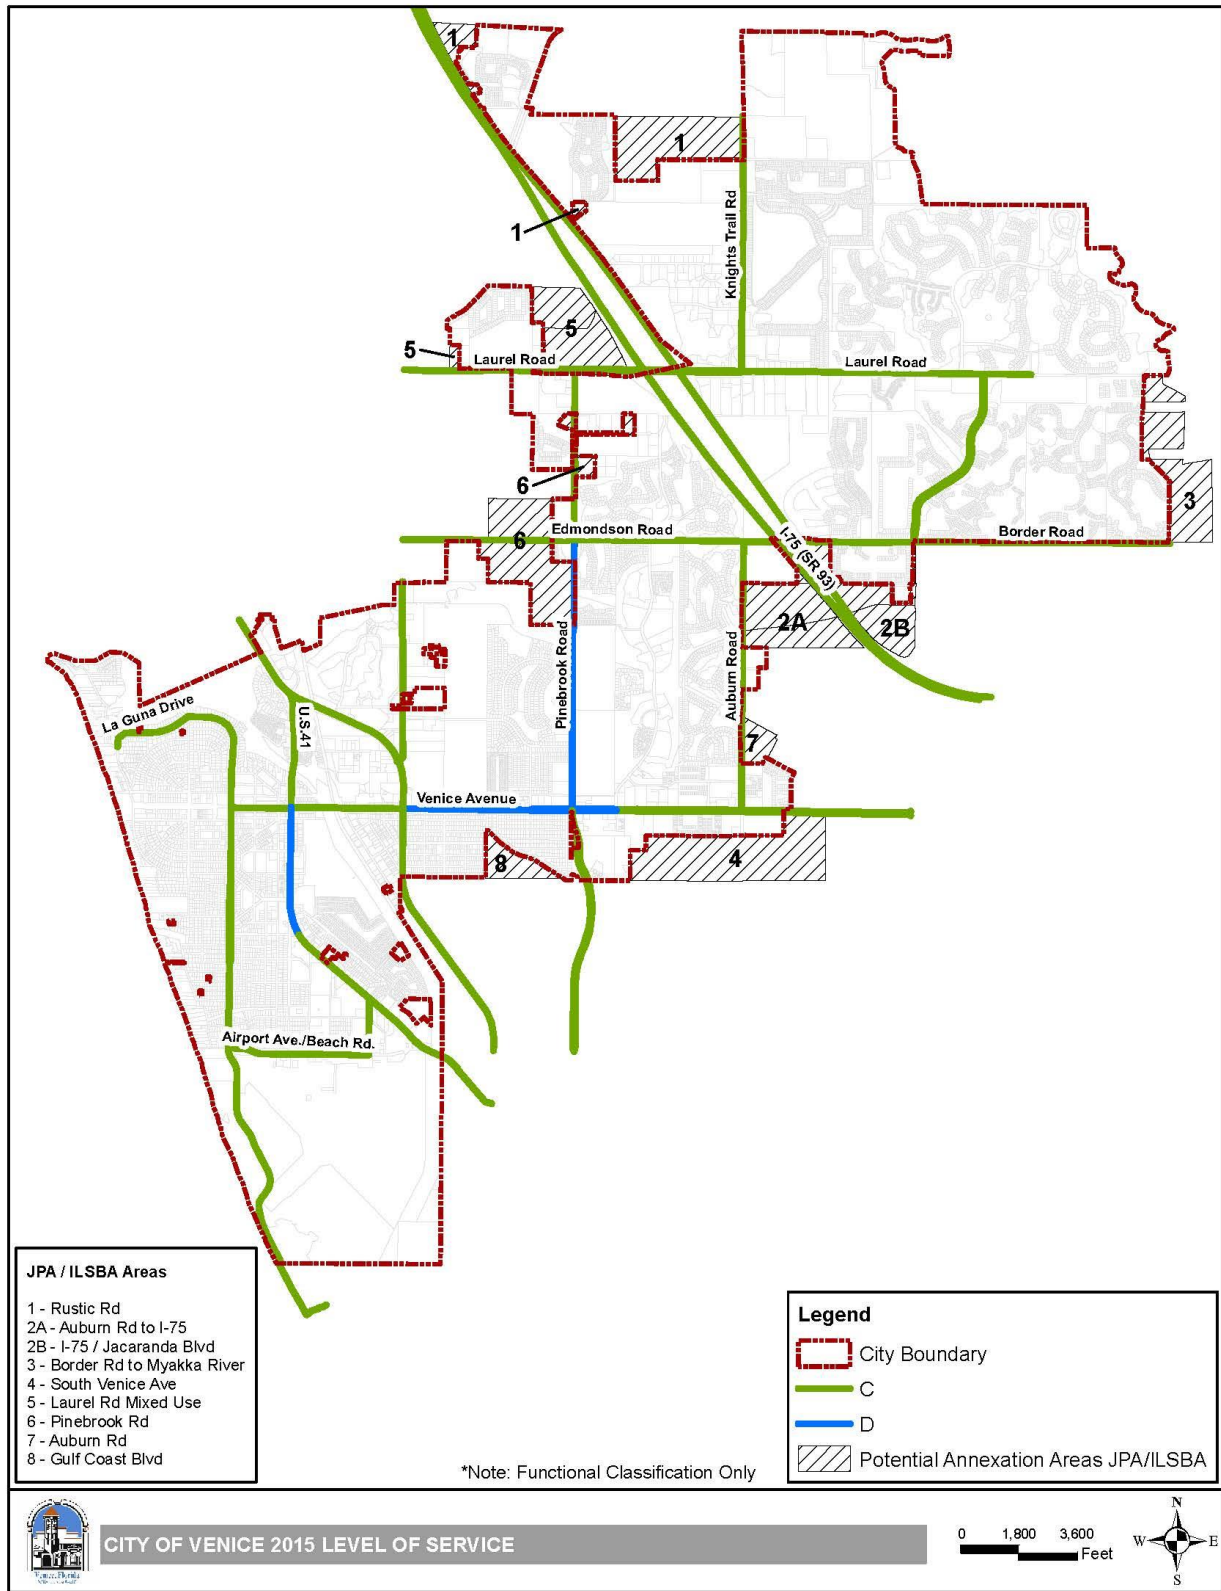 1
1
1
Knights Trail Rd
5
5
Laurel Road
Laurel Road
6
3
Edmondson Road
Border Road
6
I-75 (SR 93)
2A
2B
Pinebrook Road
Auburn Road
La Guna Drive
U.S.41
7
Venice Avenue
8
4
Airport Ave./Beach Rd.
JPA / ILSBA Areas
1 - Rustic Rd
2A - Auburn Rd to I-75
2B - I-75 / Jacaranda Blvd
3 - Border Rd to Myakka River
4 - South Venice Ave
5 - Laurel Rd Mixed Use
6 - Pinebrook Rd
7 - Auburn Rd
8 - Gulf Coast Blvd
*Note: Functional Classification Only
Legend
City Boundary
C
D
Potential Annexation Areas JPA/ILSBA
Venice, Florida
CITY OF VENICE 2015 LEVEL OF SERVICE
0 1,800 3,600
Feet
N
W E
S